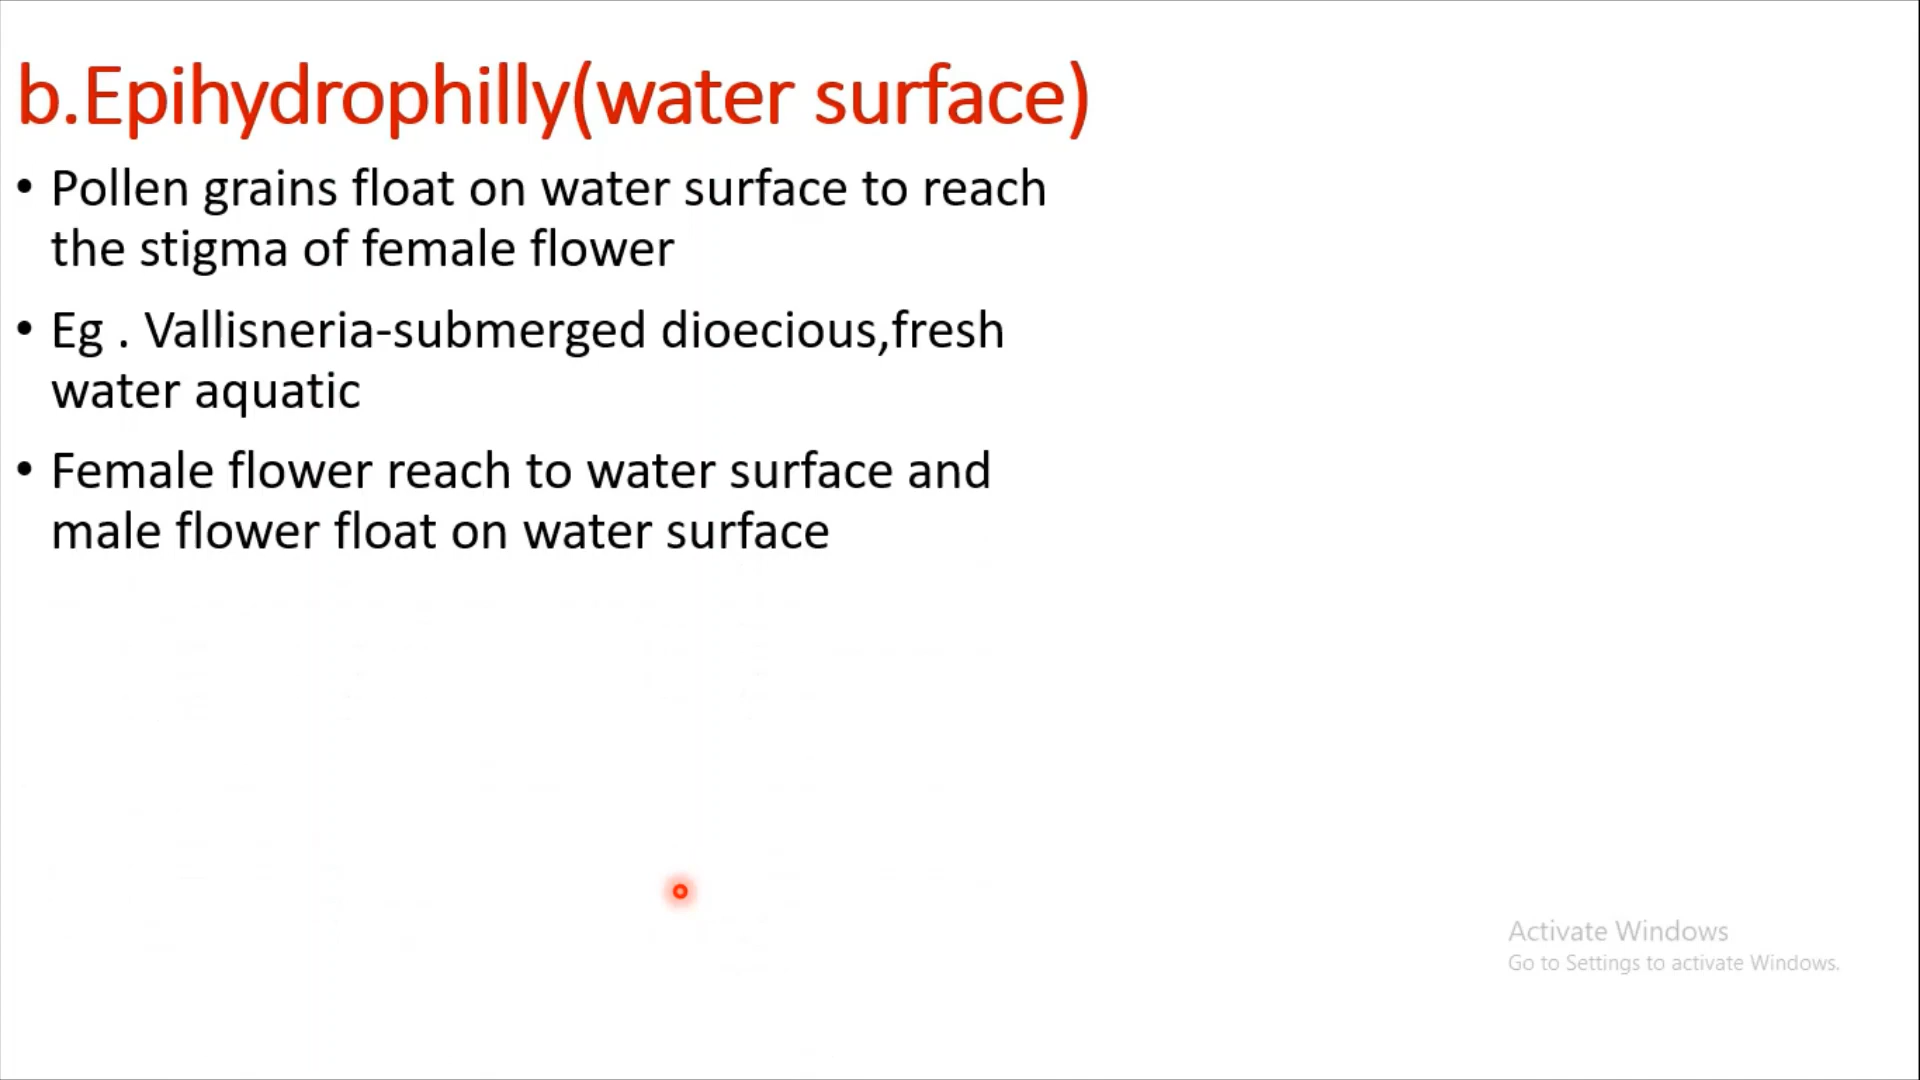 b.Epihydrophilly(water surface)
• Pollen grains float on water surface to reach
the stigma of female flower
• Eg . Vallisneria-submerged dioecious,fresh
water aquatic
• Female flower reach to water surface and
male flower float on water surface
Activate Windows
Go to Settings to activate Windows.